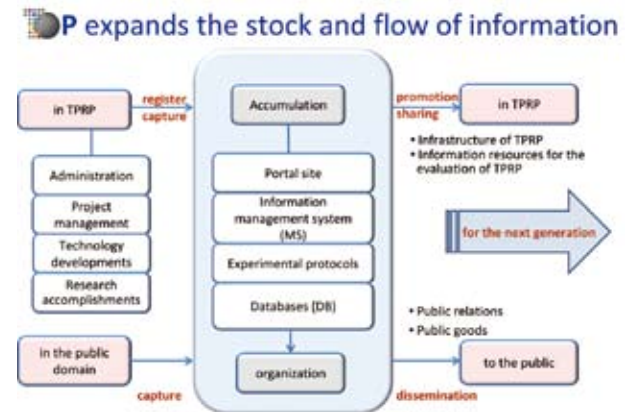 P expands the stock and flow of information
in TPRP
register
capture
Accumulation
promotion
sharing
in TPRP
• Infrastructure of TPRP
• Information resources for the
evaluation of TPRP
Administration
Project
management
Technology
developments
Research
accomplishments
Portal site
Information
management system
(MS)
Experimental protocols
Databases (DB)
for the next generation
• Public relations
• Public goods
in the public
domain
capture
organization
dissemination
to the public